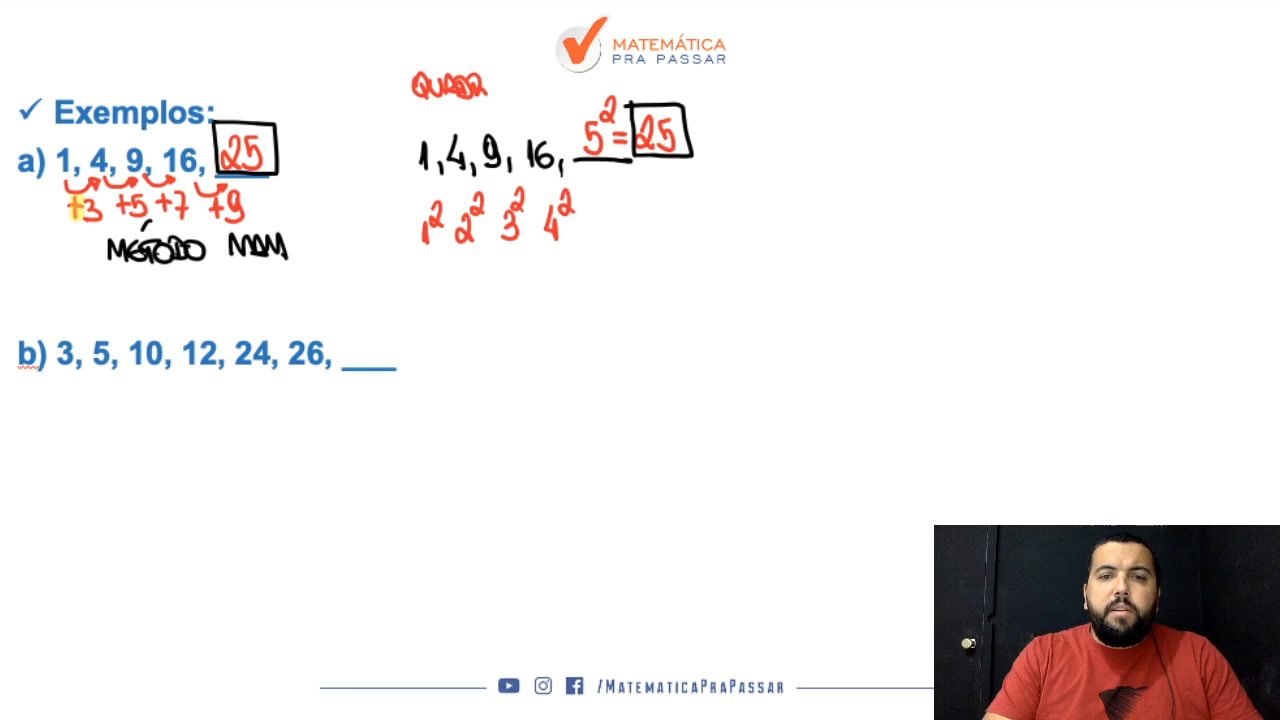 MATEMÁTICA
PRA PASSAR
QUADR
✓ Exemplos:
a) 1, 4, 9, 16, 25
+3 +5 +7 +9
MÉTODO MDM
1, 4, 9, 16, 5² = 25
1² 2² 3² 4²
b) 3, 5, 10, 12, 24, 26, ___
/MATEMATICAPRAPASSAR